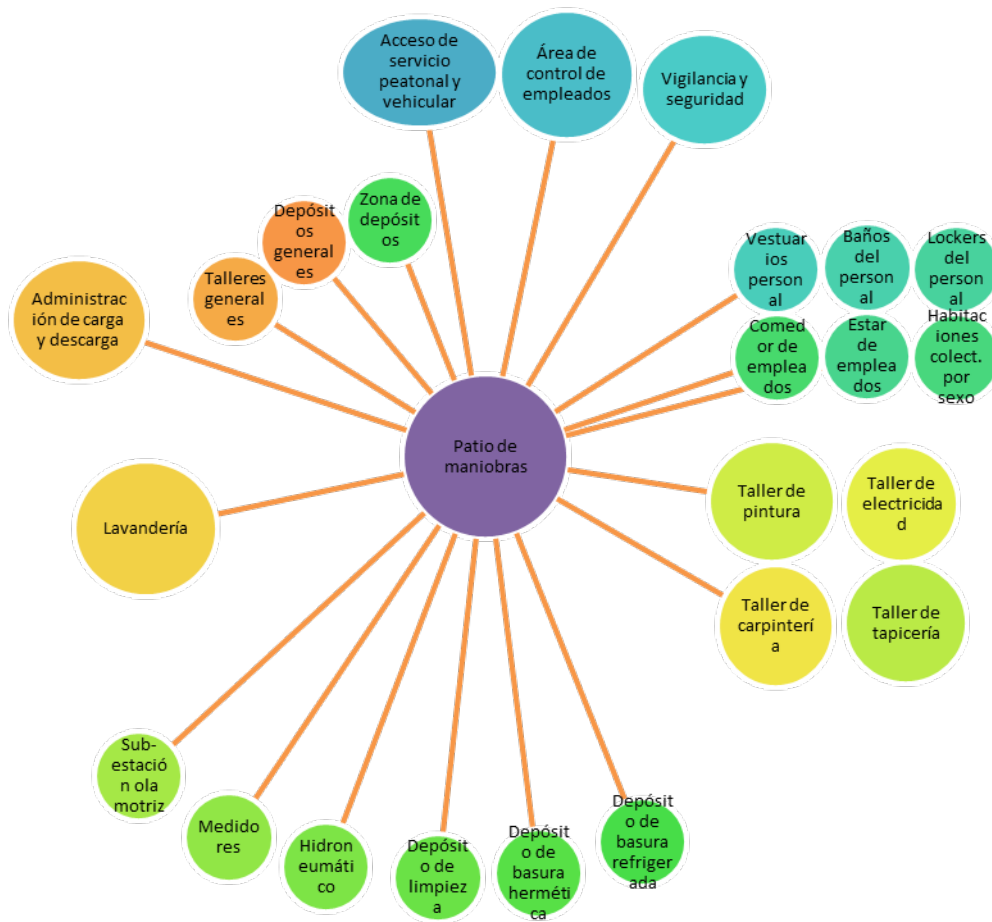 Acceso de
servicio
peatonal y
vehicular
Área de
control de
empleados
Vigilancia y
seguridad
Zona de
depósitos
Depósit
os
general
es
Talleres
general
es
Administrac
ión de carga
y descarga
Vestuar
ios
person
al
Baños
del
person
al
Lockers
del
person
al
Comed
or de
emplea
dos
Estar
de
emplea
dos
Habitac
iones
colect.
por
sexo
Patio de
maniobras
Lavandería
Taller de
pintura
Taller de
electricida
d
Taller de
carpinterí
a
Taller de
tapicería
Sub-
estació
n ola
motriz
Medido
res
Hidron
eumáti
co
Depósit
o de
limpiez
a
Depósit
o de
basura
hermé
tica
Depósit
o de
basura
refriger
ada